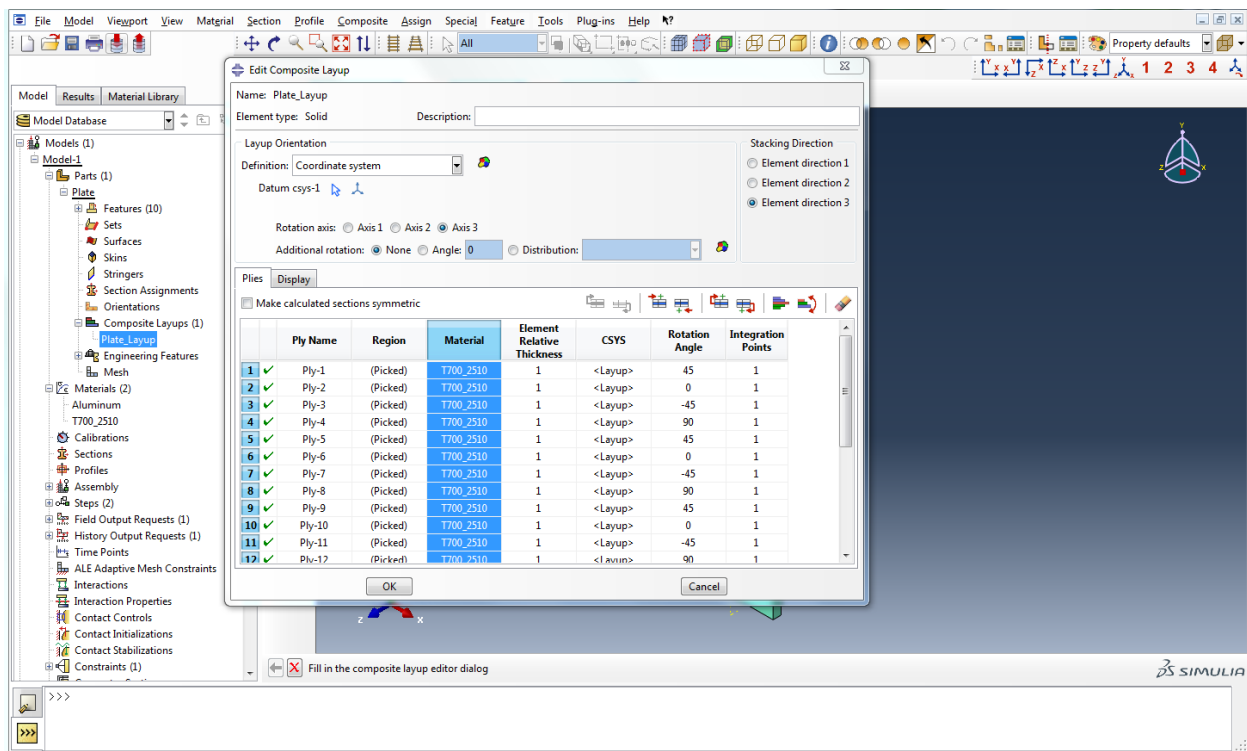 File Model Viewport View Material Section Profile Composite Assign Special Feature Tools Plug-ins Help
All
Property defaults
1 2 3 4
Model Results Material Library
Model Database
Models (1)
Model-1
Parts (1)
Plate
Features (10)
Sets
Surfaces
Skins
Stringers
Section Assignments
Orientations
Composite Layups (1)
Plate_Layup
Engineering Features
Mesh
Materials (2)
Aluminum
T700_2510
Calibrations
Sections
Profiles
Assembly
Steps (2)
Field Output Requests (1)
History Output Requests (1)
Time Points
ALE Adaptive Mesh Constraints
Interactions
Interaction Properties
Contact Controls
Contact Initializations
Contact Stabilizations
Constraints (1)
Edit Composite Layup
Name: Plate_Layup
Element type: Solid Description:
Layup Orientation
Definition: Coordinate system
Datum csys-1
Rotation axis: Axis 1 Axis 2 Axis 3
Additional rotation: None Angle: 0 Distribution:
Stacking Direction
Element direction 1
Element direction 2
Element direction 3
Plies Display
Make calculated sections symmetric
Ply Name Region Material Element Relative Thickness CSYS Rotation Angle Integration Points
1 Ply-1 (Picked) T700_2510 1 <Layup> 45 1
2 Ply-2 (Picked) T700_2510 1 <Layup> 0 1
3 Ply-3 (Picked) T700_2510 1 <Layup> -45 1
4 Ply-4 (Picked) T700_2510 1 <Layup> 90 1
5 Ply-5 (Picked) T700_2510 1 <Layup> 45 1
6 Ply-6 (Picked) T700_2510 1 <Layup> 0 1
7 Ply-7 (Picked) T700_2510 1 <Layup> -45 1
8 Ply-8 (Picked) T700_2510 1 <Layup> 90 1
9 Ply-9 (Picked) T700_2510 1 <Layup> 45 1
10 Ply-10 (Picked) T700_2510 1 <Layup> 0 1
11 Ply-11 (Picked) T700_2510 1 <Layup> -45 1
12 Ply-12 (Picked) T700_2510 1 <Layup> 90 1
OK Cancel
Y
Z X
z x
Fill in the composite layup editor dialog
SIMULIA
>>>
>>>